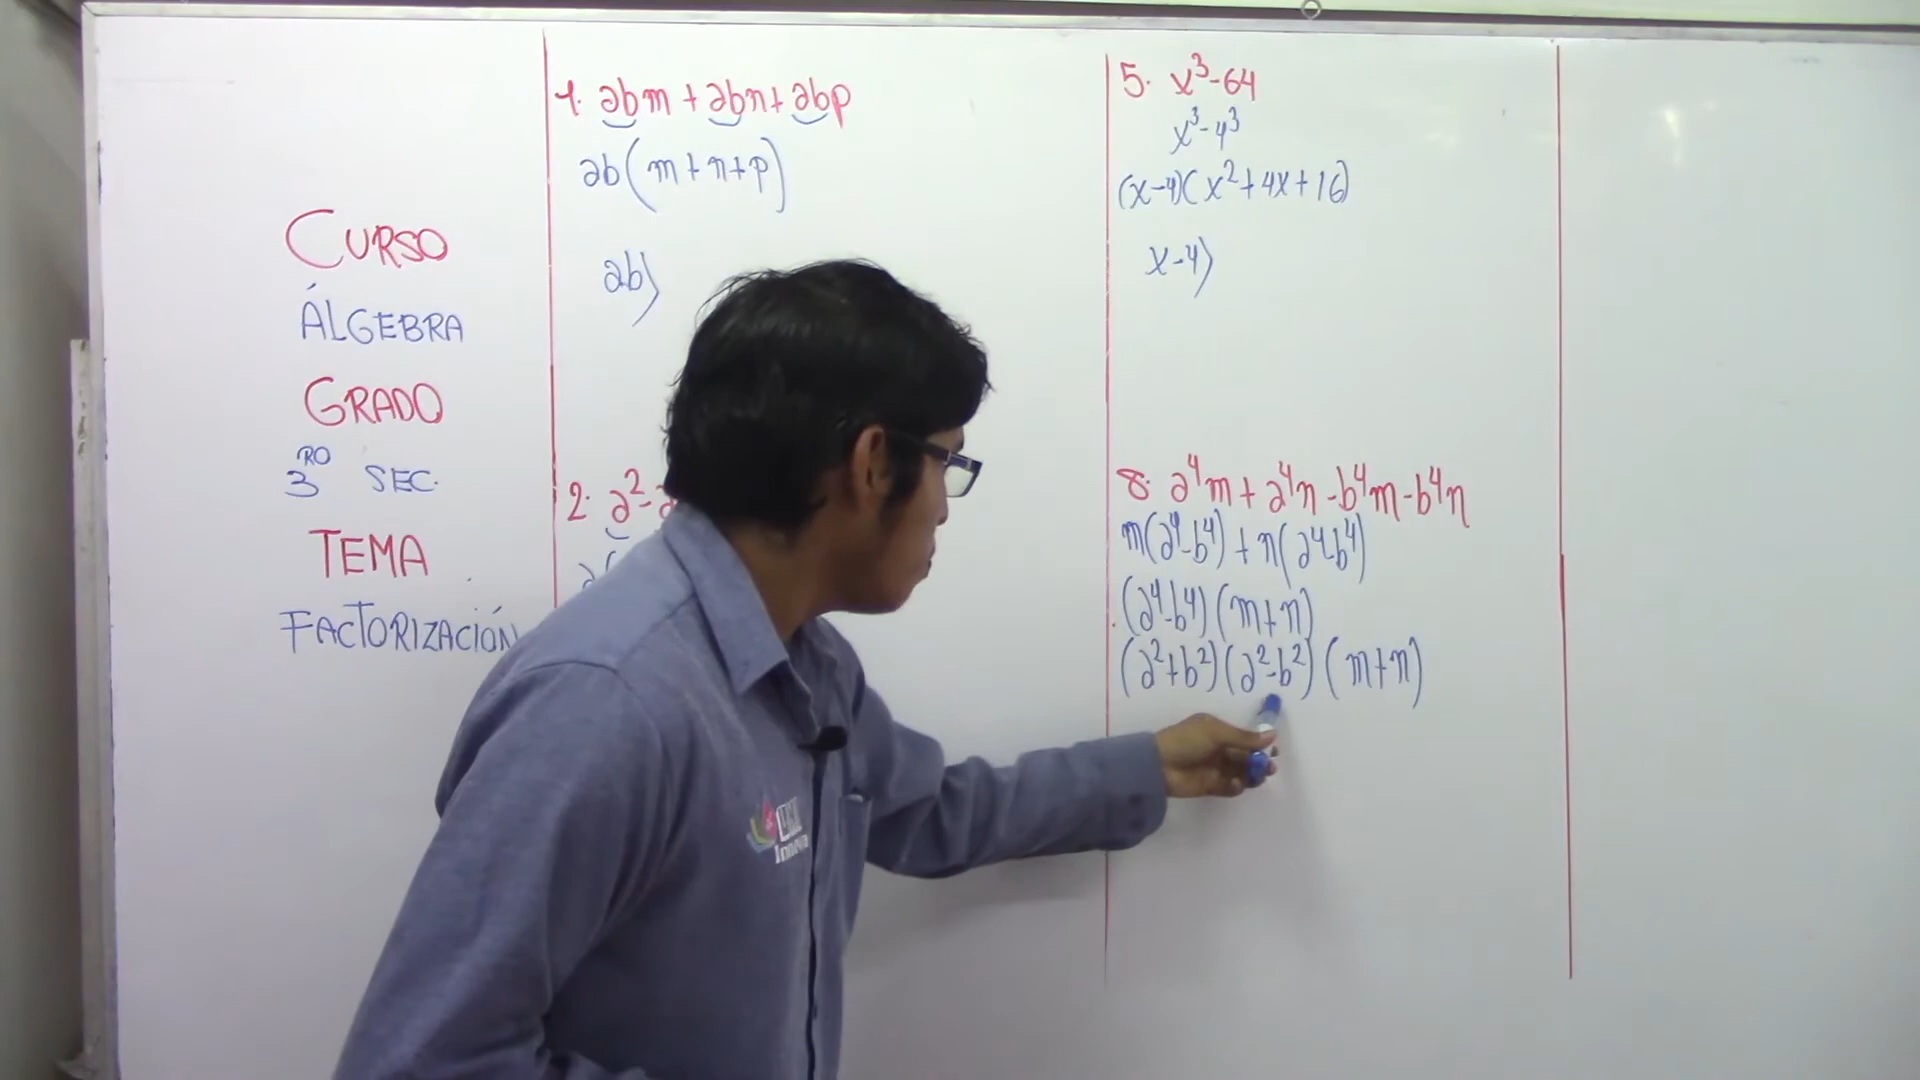 CURSO
ÁLGEBRA
GRADO
3RO SEC.
TEMA
FACTORIZACIÓN
1. abm + abn + abp
ab(m+n+p)
ab)
2. a²-
a(
5. x³-64
x³-4³
(x-4)(x²+4x+16)
x-4)
8. a⁴m + a⁴n - b⁴m - b⁴n
m(a⁴-b⁴) + n(a⁴-b⁴)
(a⁴-b⁴)(m+n)
(a²+b²)(a²-b²)(m+n)